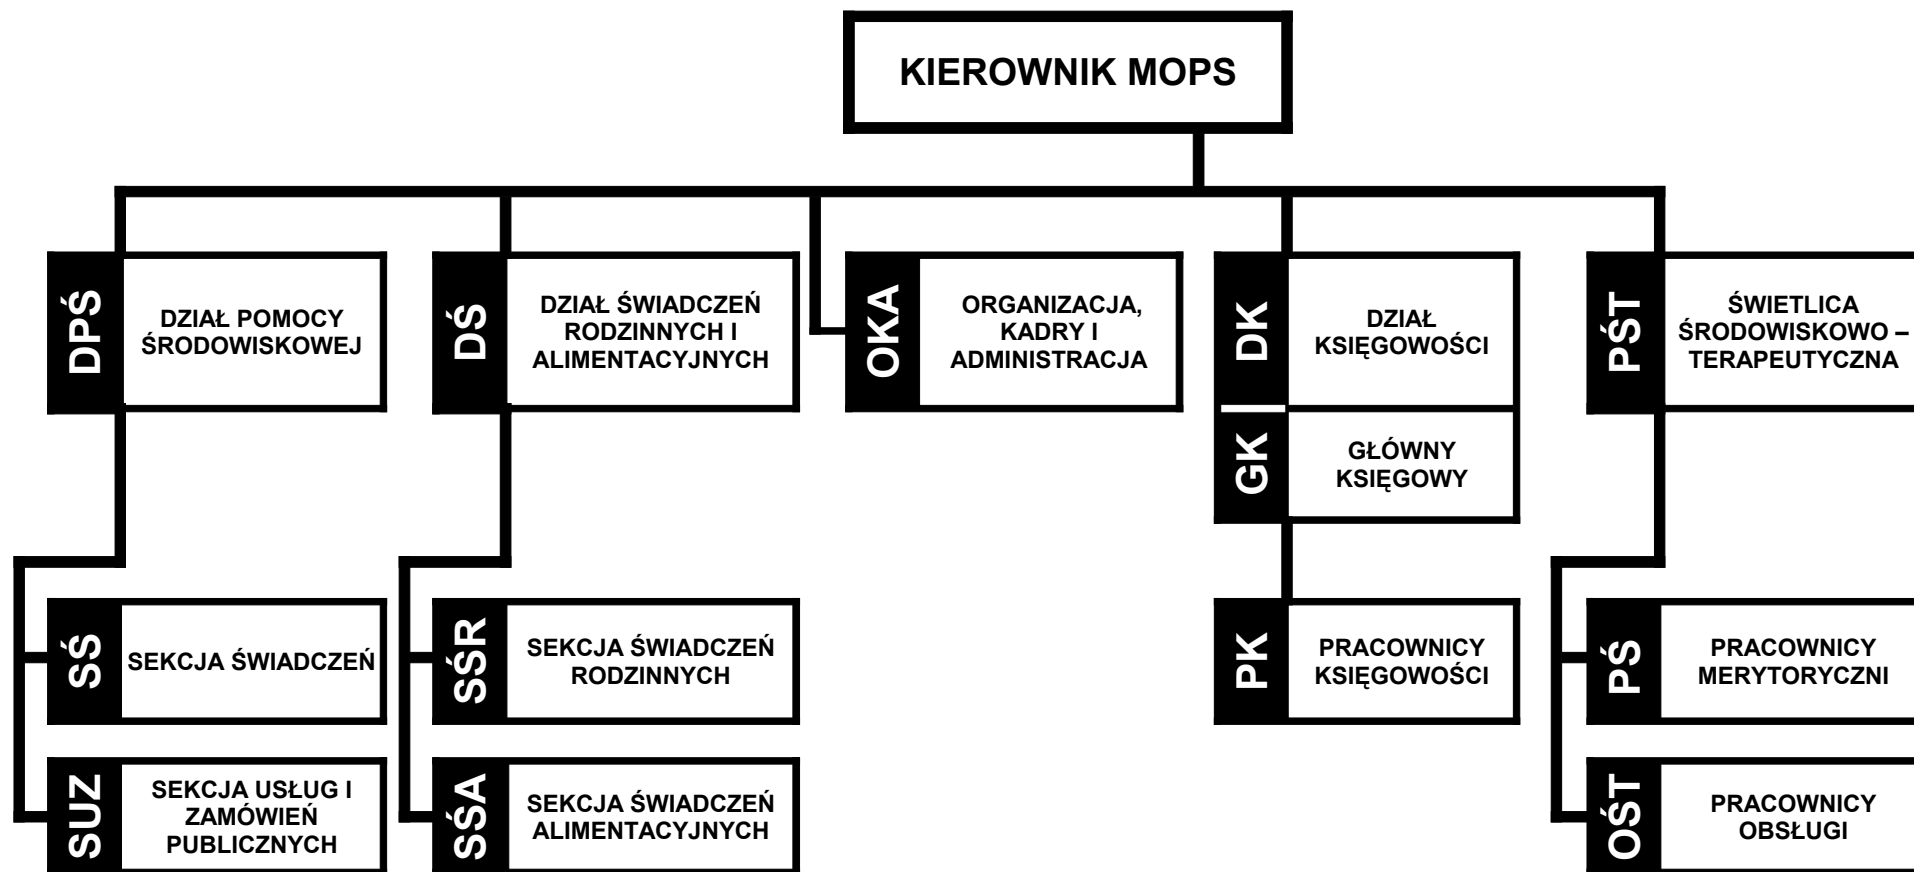 KIEROWNIK MOPS
DPŚ
DZIAŁ POMOCY
ŚRODOWISKOWEJ
DŚ
DZIAŁ ŚWIADCZEŃ
RODZINNYCH I
ALIMENTACYJNYCH
OKA
ORGANIZACJA,
KADRY I
ADMINISTRACJA
DK
DZIAŁ
KSIĘGOWOŚCI
GK
GŁÓWNY
KSIĘGOWY
PŚT
ŚWIETLICA
ŚRODOWISKOWO –
TERAPEUTYCZNA
SŚ
SEKCJA ŚWIADCZEŃ
SŚR
SEKCJA ŚWIADCZEŃ
RODZINNYCH
PK
PRACOWNICY
KSIĘGOWOŚCI
PŚ
PRACOWNICY
MERYTORYCZNI
SUZ
SEKCJA USŁUG I
ZAMÓWIEŃ
PUBLICZNYCH
SŚA
SEKCJA ŚWIADCZEŃ
ALIMENTACYJNYCH
OŚT
PRACOWNICY
OBSŁUGI